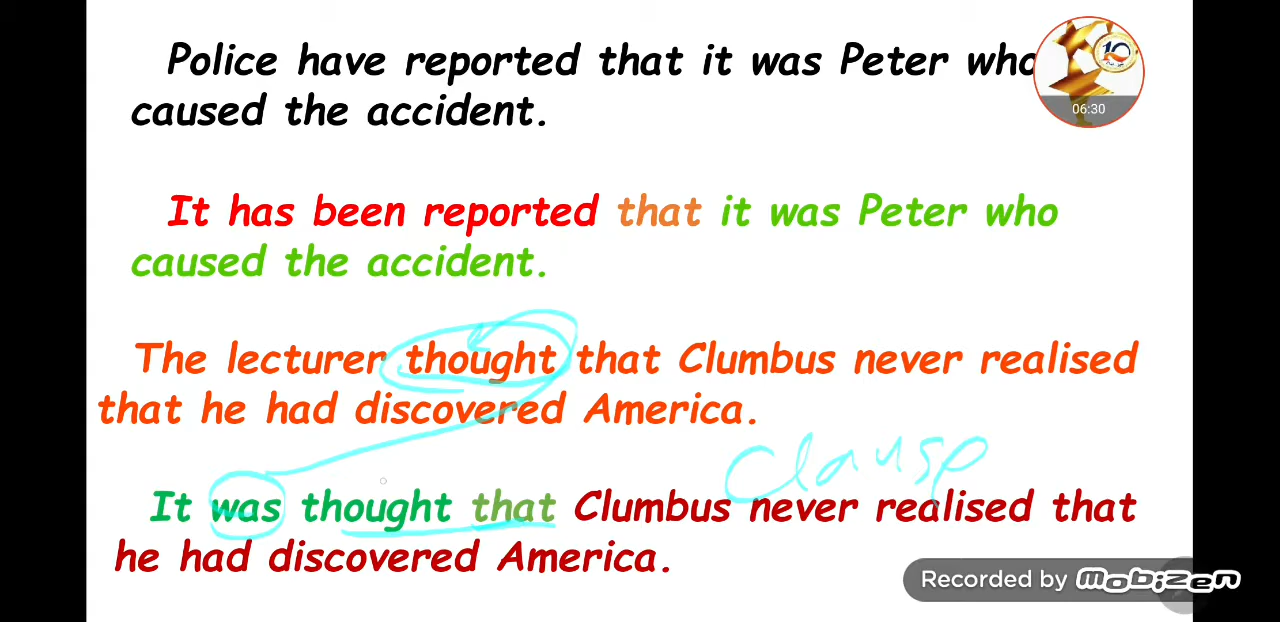 Police have reported that it was Peter who
caused the accident.
10
06:30
It has been reported that it was Peter who
caused the accident.
The lecturer thought that Clumbus never realised
that he had discovered America.
Clause
It was thought that Clumbus never realised that
he had discovered America.
Recorded by Mobizen